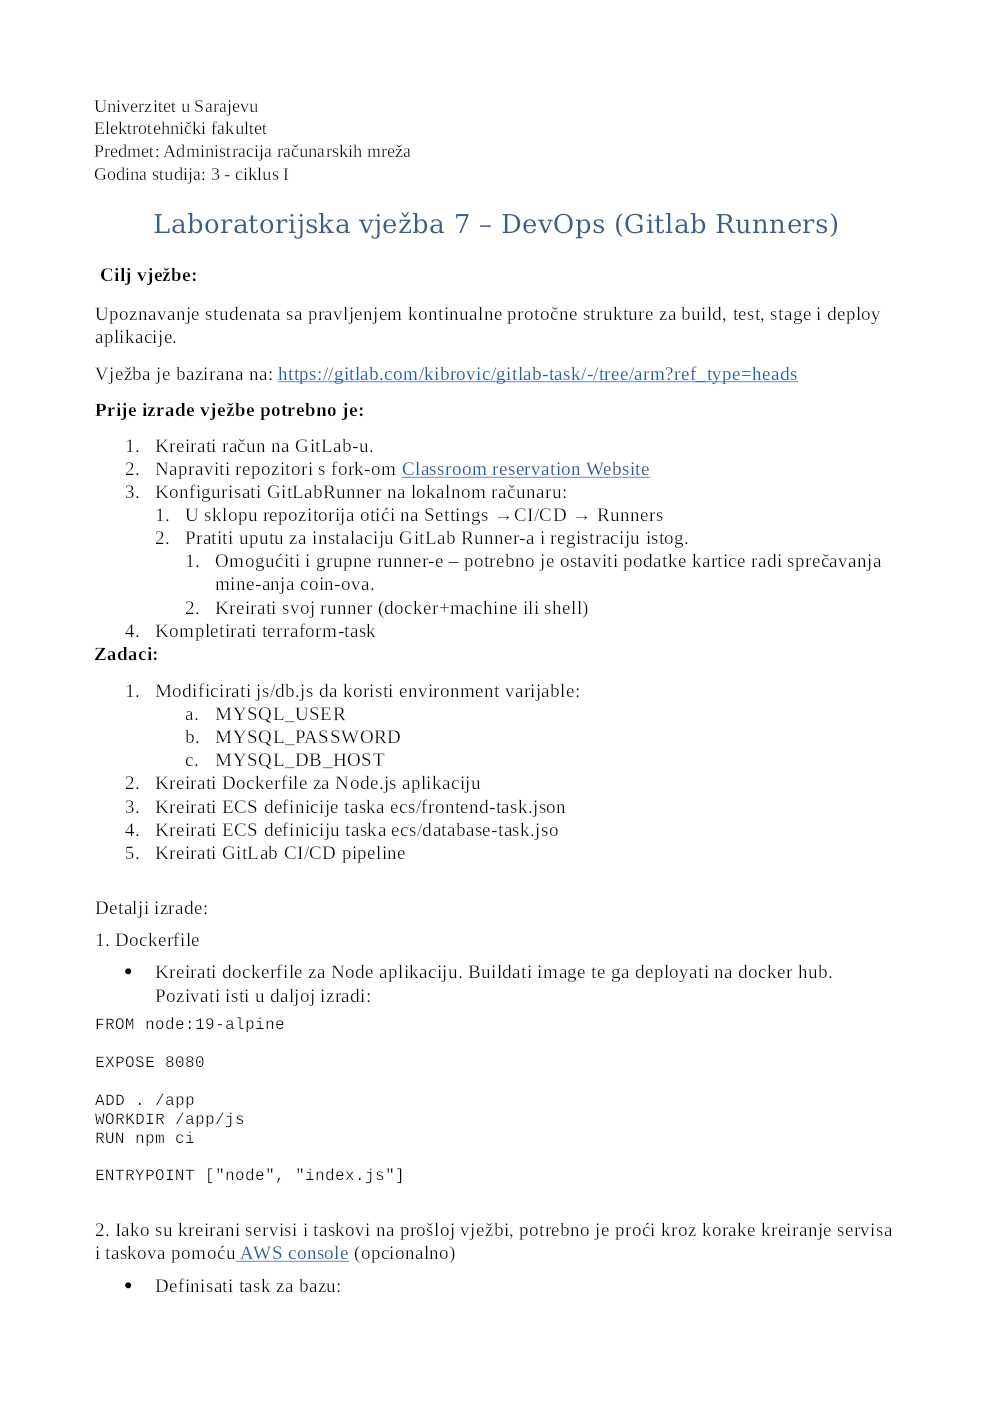 Univerzitet u Sarajevu
Elektrotehnički fakultet
Predmet: Administracija računarskih mreža
Godina studija: 3 - ciklus I
Laboratorijska vježba 7 – DevOps (Gitlab Runners)
Cilj vježbe:
Upoznavanje studenata sa pravljenjem kontinualne protočne strukture za build, test, stage i deploy
aplikacije.
Vježba je bazirana na: https://gitlab.com/kibrovic/gitlab-task/-/tree/arm?ref_type=heads
Prije izrade vježbe potrebno je:
1. Kreirati račun na GitLab-u.
2. Napraviti repozitori s fork-om Classroom reservation Website
3. Konfigurisati GitLabRunner na lokalnom računaru:
1. U sklopu repozitorija otići na Settings →CI/CD → Runners
2. Pratiti uputu za instalaciju GitLab Runner-a i registraciju istog.
1. Omogućiti i grupne runner-e – potrebno je ostaviti podatke kartice radi sprečavanja
mine-anja coin-ova.
2. Kreirati svoj runner (docker+machine ili shell)
4. Kompletirati terraform-task
Zadaci:
1. Modificirati js/db.js da koristi environment varijable:
a. MYSQL_USER
b. MYSQL_PASSWORD
c. MYSQL_DB_HOST
2. Kreirati Dockerfile za Node.js aplikaciju
3. Kreirati ECS definicije taska ecs/frontend-task.json
4. Kreirati ECS definiciju taska ecs/database-task.jso
5. Kreirati GitLab CI/CD pipeline
Detalji izrade:
1. Dockerfile
• Kreirati dockerfile za Node aplikaciju. Buildati image te ga deployati na docker hub.
Pozivati isti u daljoj izradi:
FROM node:19-alpine
EXPOSE 8080
ADD . /app
WORKDIR /app/js
RUN npm ci
ENTRYPOINT ["node", "index.js"]
2. Iako su kreirani servisi i taskovi na prošloj vježbi, potrebno je proći kroz korake kreiranje servisa
i taskova pomoću AWS console (opcionalno)
• Definisati task za bazu: